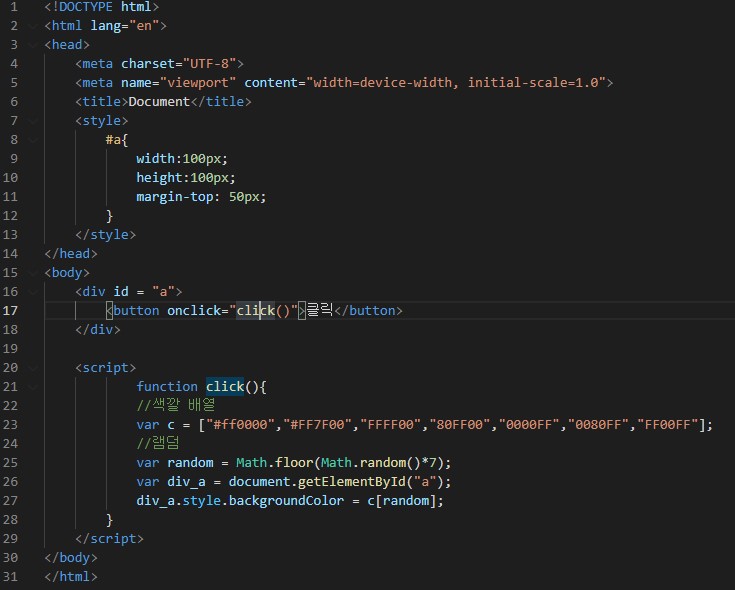 1 <!DOCTYPE html>
2 <html lang="en">
3 <head>
4 <meta charset="UTF-8">
5 <meta name="viewport" content="width=device-width, initial-scale=1.0">
6 <title>Document</title>
7 <style>
8 #a{
9 width:100px;
10 height:100px;
11 margin-top: 50px;
12 }
13 </style>
14 </head>
15 <body>
16 <div id = "a">
17 <button onclick="click()">클릭</button>
18 </div>
19
20 <script>
21 function click(){
22 //색깔 배열
23 var c = ["#ff0000","#FF7F00","FFFF00","80FF00","0000FF","0080FF","FF00FF"];
24 //램덤
25 var random = Math.floor(Math.random()*7);
26 var div_a = document.getElementById("a");
27 div_a.style.backgroundColor = c[random];
28 }
29 </script>
30 </body>
31 </html>